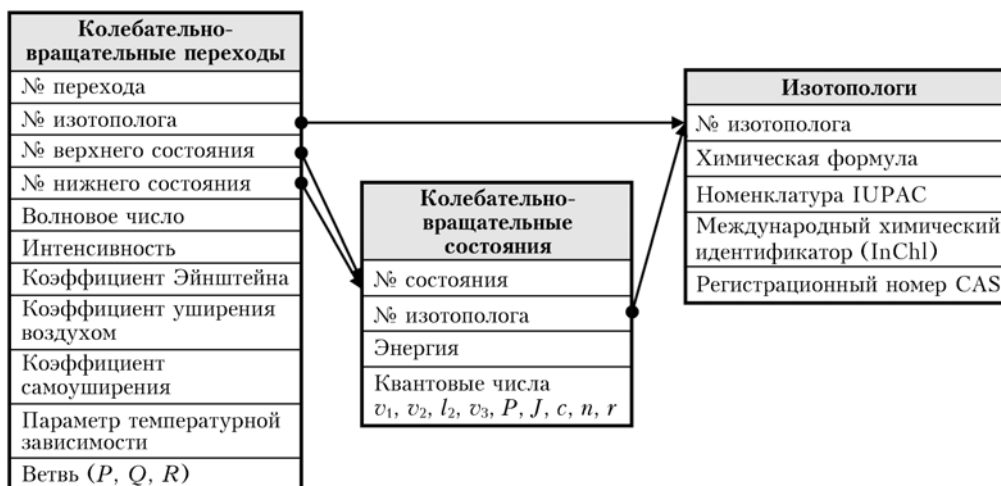 Колебательно-
вращательные переходы
№ перехода
№ изотополога
№ верхнего состояния
№ нижнего состояния
Волновое число
Интенсивность
Коэффициент Эйнштейна
Коэффициент уширения
воздухом
Коэффициент
самоуширения
Параметр температурной
зависимости
Ветвь (P, Q, R)
Колебательно-
вращательные
состояния
№ состояния
№ изотополога
Энергия
Квантовые числа
v₁, v₂, l₂, v₃, P, J, c, n, r
Изотопологи
№ изотополога
Химическая формула
Номенклатура IUPAC
Международный химический
идентификатор (InChl)
Регистрационный номер CAS